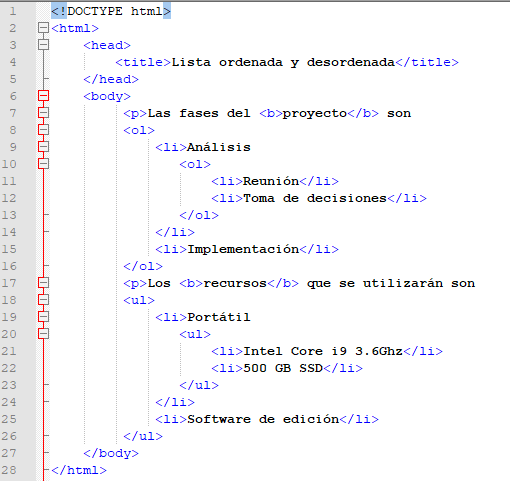 1 <!DOCTYPE html>
2 <html>
3 <head>
4 <title>Lista ordenada y desordenada</title>
5 </head>
6 <body>
7 <p>Las fases del <b>proyecto</b> son
8 <ol>
9 <li>Análisis
10 <ol>
11 <li>Reunión</li>
12 <li>Toma de decisiones</li>
13 </ol>
14 </li>
15 <li>Implementación</li>
16 </ol>
17 <p>Los <b>recursos</b> que se utilizarán son
18 <ul>
19 <li>Portátil
20 <ul>
21 <li>Intel Core i9 3.6Ghz</li>
22 <li>500 GB SSD</li>
23 </ul>
24 </li>
25 <li>Software de edición</li>
26 </ul>
27 </body>
28 </html>